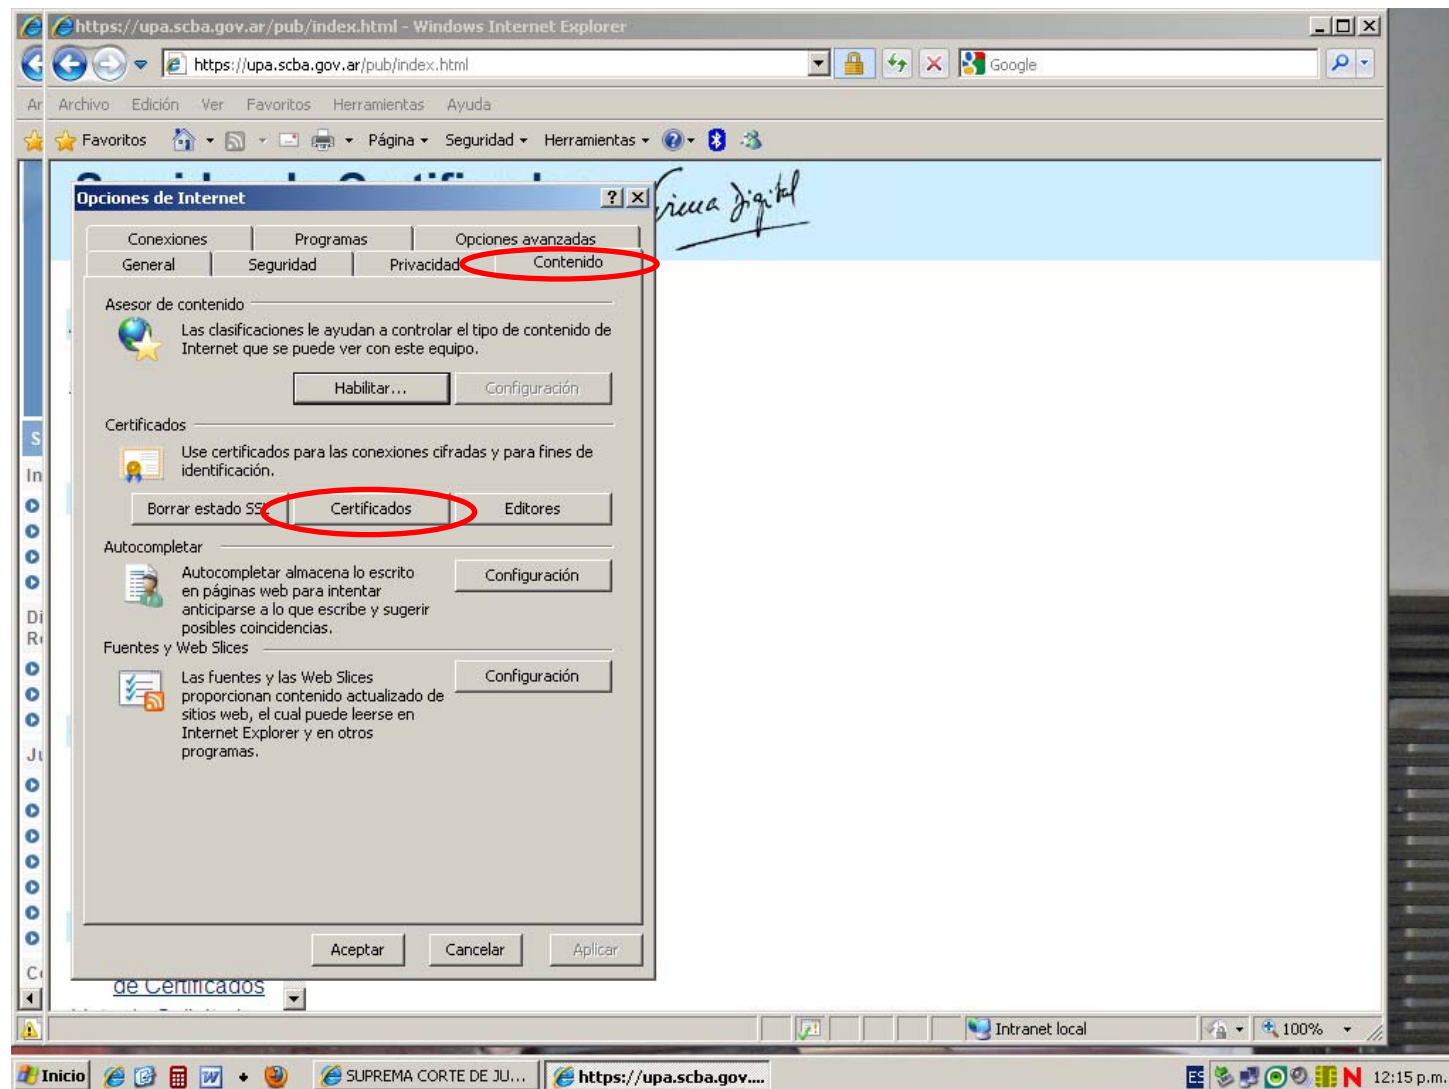 https://upa.scba.gov.ar/pub/index.html - Windows Internet Explorer
https://upa.scba.gov.ar/pub/index.html
Google
Ar
Archivo Edición Ver Favoritos Herramientas Ayuda
Favoritos Página Seguridad Herramientas
Firma Digital
Opciones de Internet
Conexiones Programas Opciones avanzadas
General Seguridad Privacidad Contenido
Asesor de contenido
Las clasificaciones le ayudan a controlar el tipo de contenido de
Internet que se puede ver con este equipo.
Habilitar... Configuración
Certificados
Use certificados para las conexiones cifradas y para fines de
identificación.
Borrar estado SSL Certificados Editores
Autocompletar
Autocompletar almacena lo escrito
en páginas web para intentar
anticiparse a lo que escribe y sugerir
posibles coincidencias.
Configuración
Fuentes y Web Slices
Las fuentes y las Web Slices
proporcionan contenido actualizado de
sitios web, el cual puede leerse en
Internet Explorer y en otros
programas.
Configuración
Aceptar Cancelar Aplicar
S
In
Di
R
Ju
C
de Certificados
Intranet local 100%
Inicio SUPREMA CORTE DE JU... https://upa.scba.gov.... ES N 12:15 p.m.